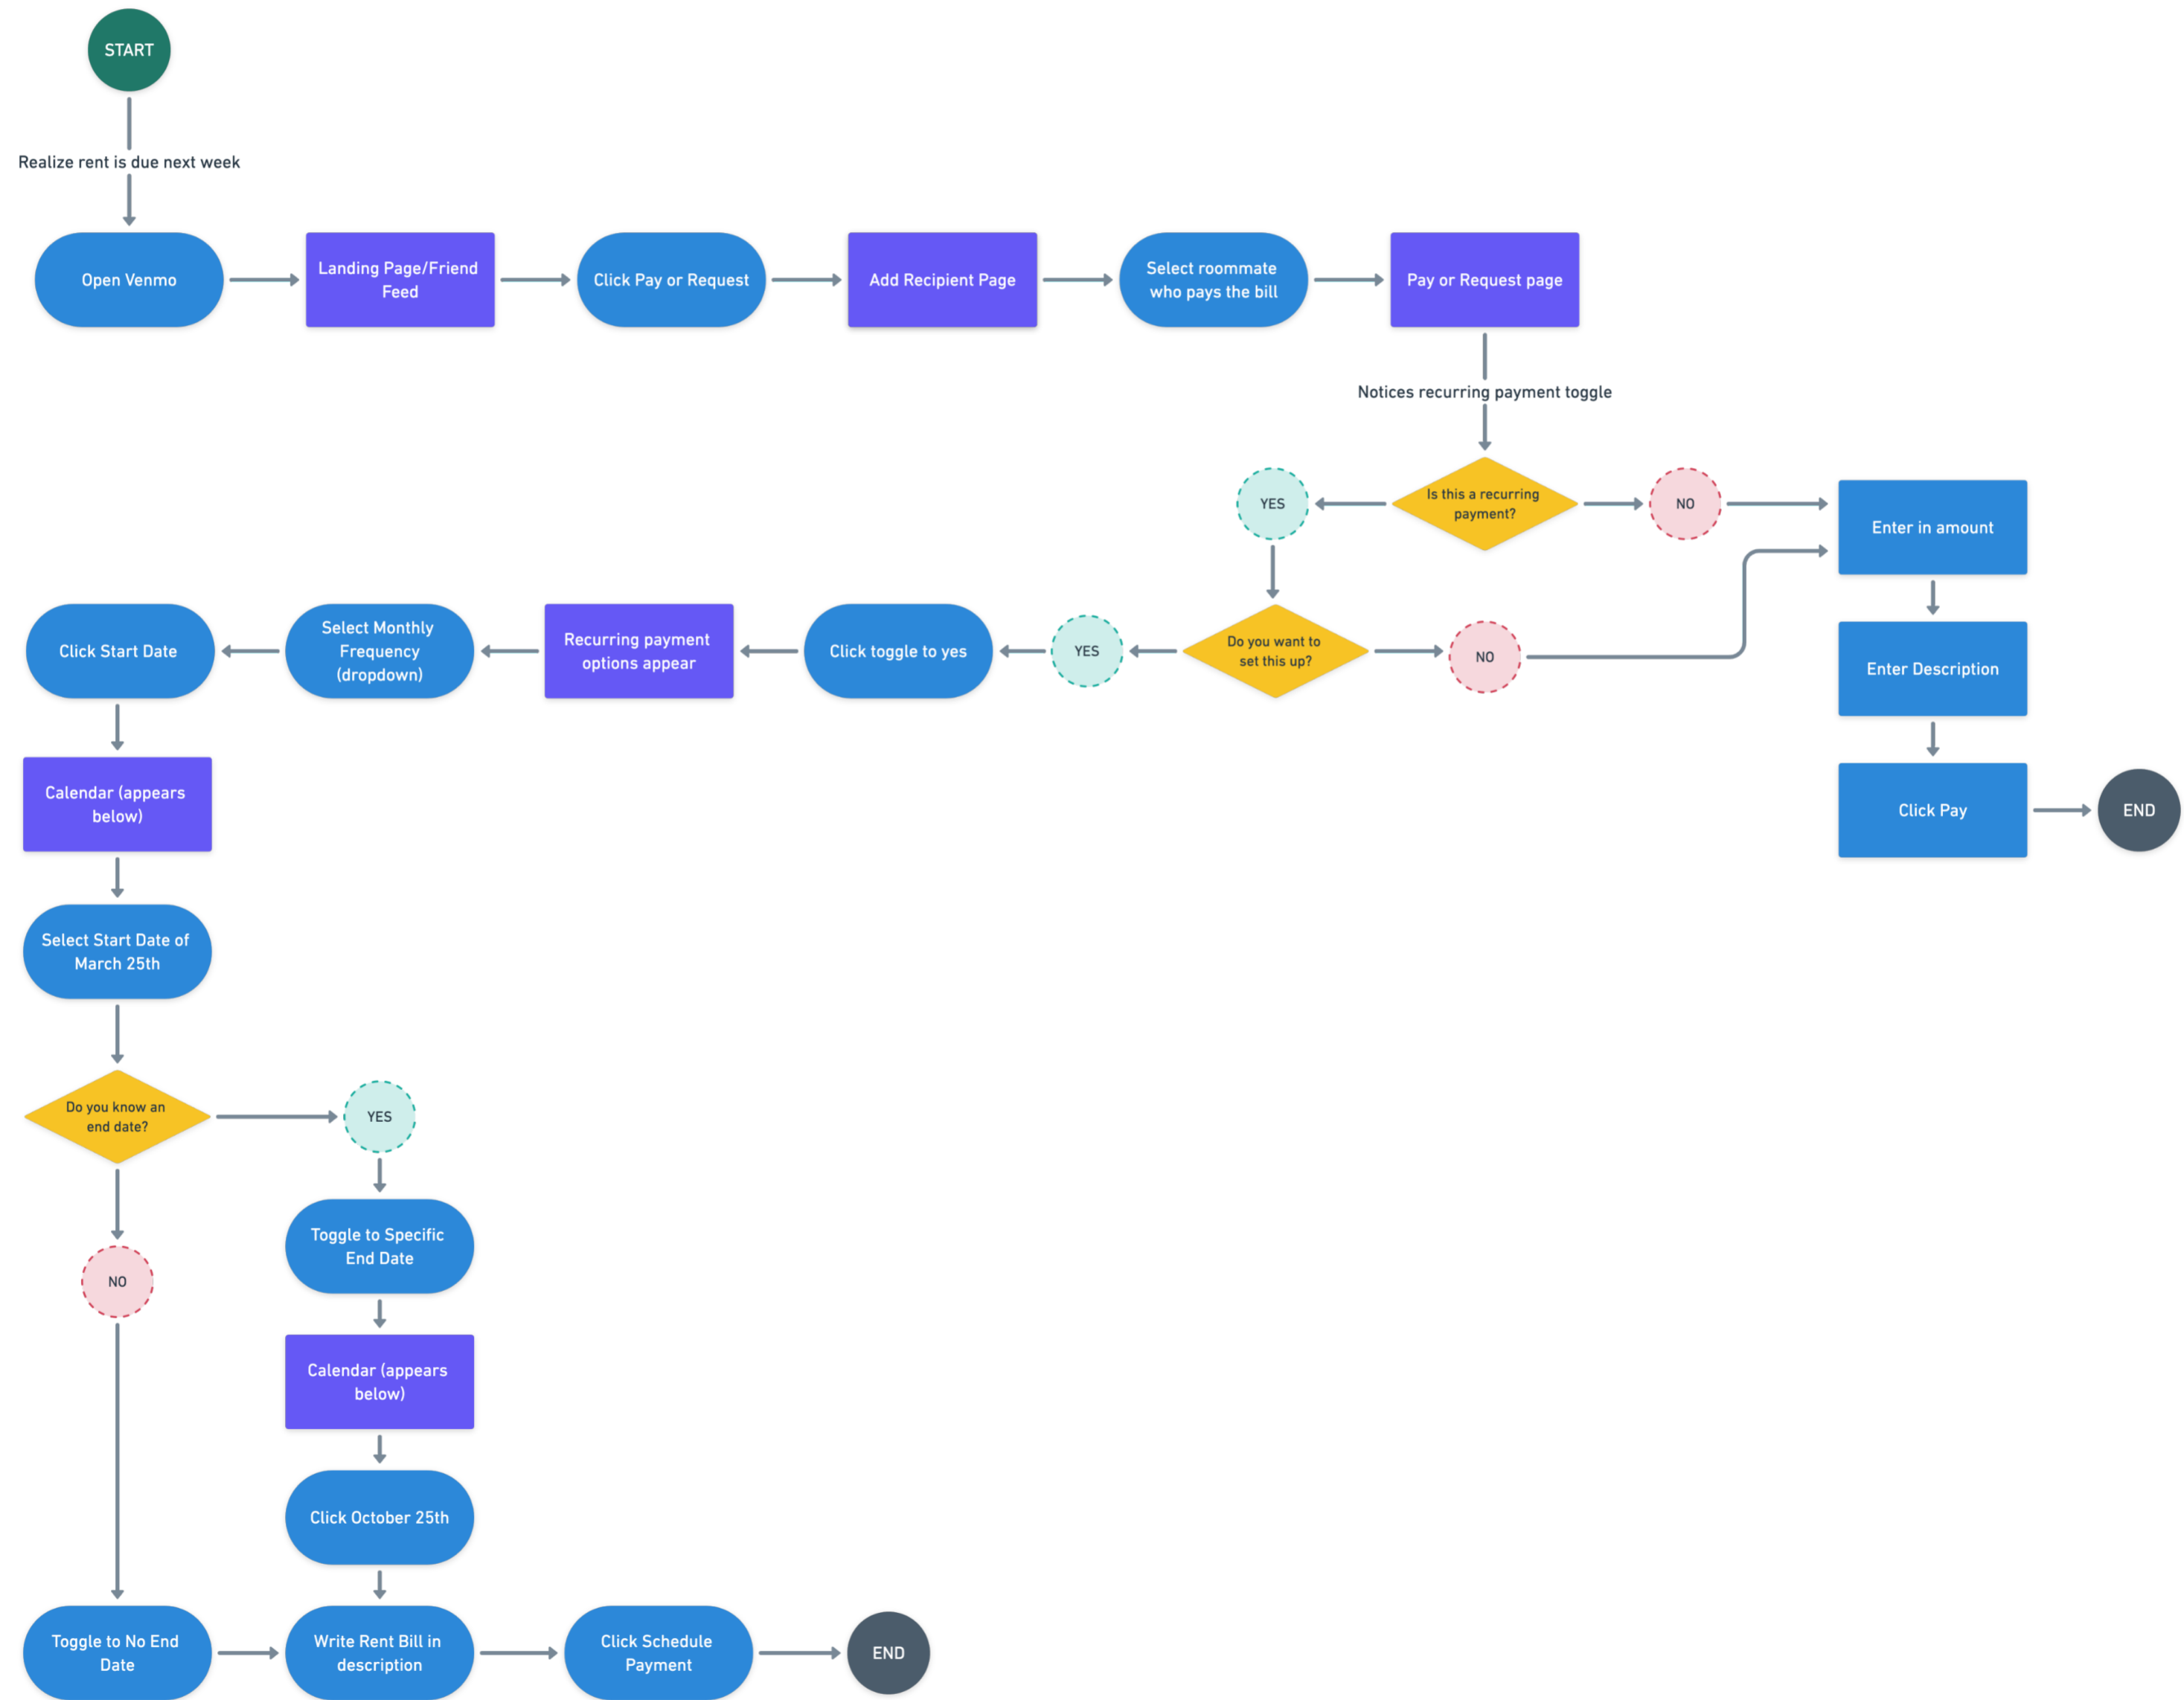 START
Realize rent is due next week
Open Venmo
Landing Page/Friend
Feed
Click Pay or Request
Add Recipient Page
Select roommate
who pays the bill
Pay or Request page
Notices recurring payment toggle
Is this a recurring
payment?
YES
NO
Enter in amount
Enter Description
Click Pay
END
Do you want to
set this up?
NO
YES
Click toggle to yes
Recurring payment
options appear
Select Monthly
Frequency
(dropdown)
Click Start Date
Calendar (appears
below)
Select Start Date of
March 25th
Do you know an
end date?
YES
Toggle to Specific
End Date
Calendar (appears
below)
Click October 25th
NO
Toggle to No End
Date
Write Rent Bill in
description
Click Schedule
Payment
END